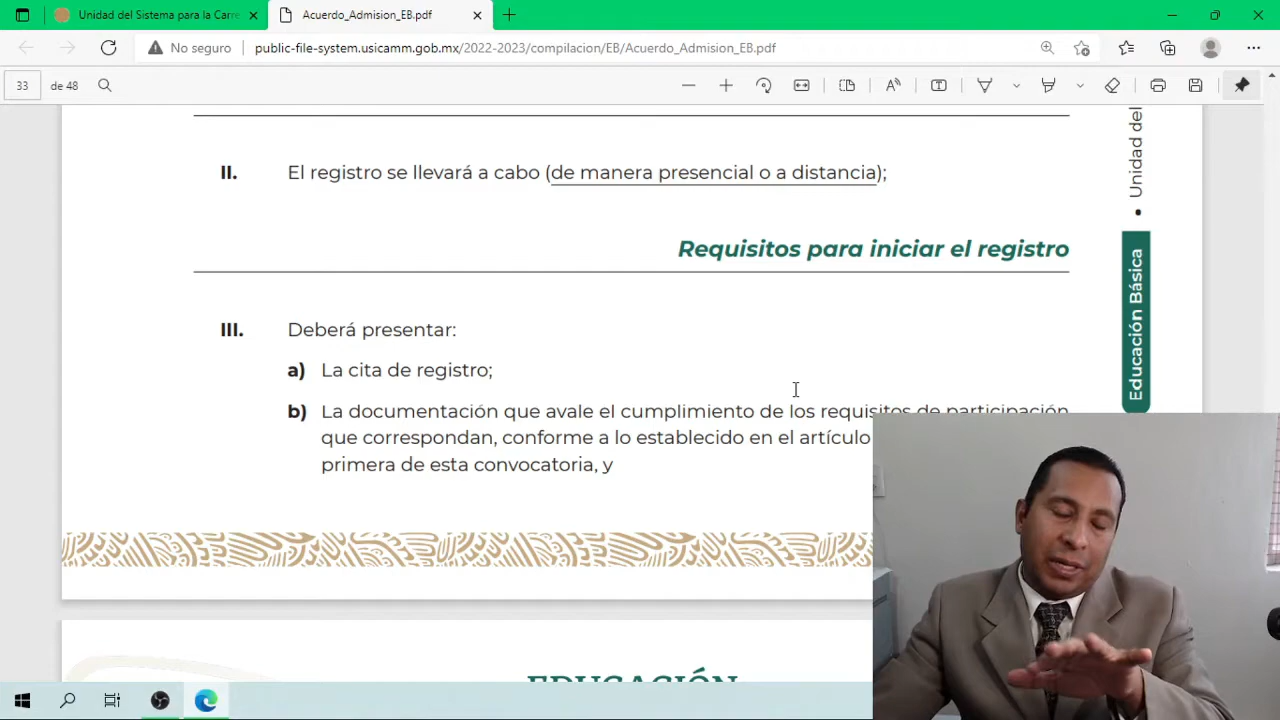 Unidad del Sistema para la Carre
Acuerdo_Admision_EB.pdf
No seguro
public-file-system.usicamm.gob.mx/2022-2023/compilacion/EB/Acuerdo_Admision_EB.pdf
33 de 48
II. El registro se llevará a cabo (de manera presencial o a distancia);
Requisitos para iniciar el registro
III. Deberá presentar:
a) La cita de registro;
b) La documentación que avale el cumplimiento de los requisitos de participación
que correspondan, conforme a lo establecido en el artículo
primera de esta convocatoria, y
Educación Básica • Unidad del
EDUCACIÓN